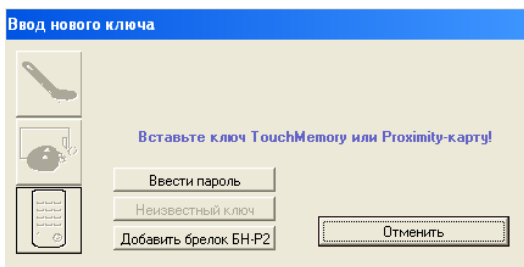 Ввод нового ключа
Вставьте ключ TouchMemory или Proximity-карту!
Ввести пароль
Неизвестный ключ
Добавить брелок БН-Р2
Отменить